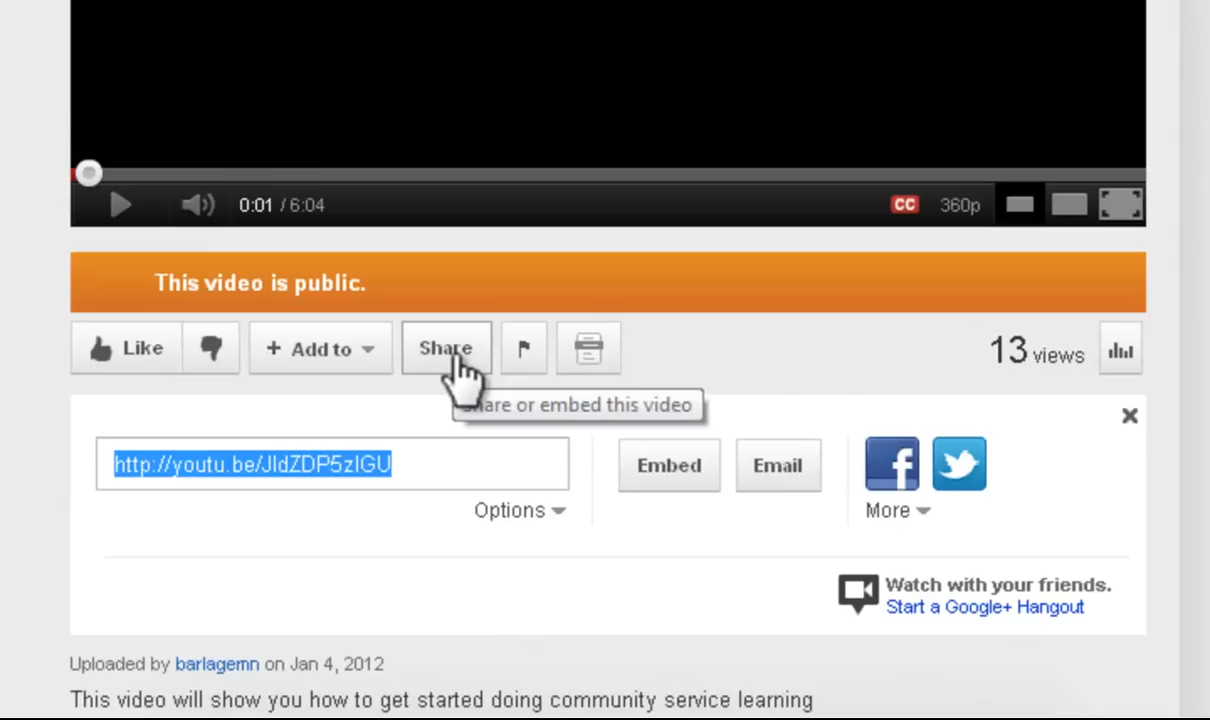 0:01 / 6:04 CC 360p
This video is public.
Like + Add to Share 13 views
Share or embed this video
http://youtu.be/JIdZDP5zIGU Embed Email
Options More
Watch with your friends.
Start a Google+ Hangout
Uploaded by barlagemn on Jan 4, 2012
This video will show you how to get started doing community service learning